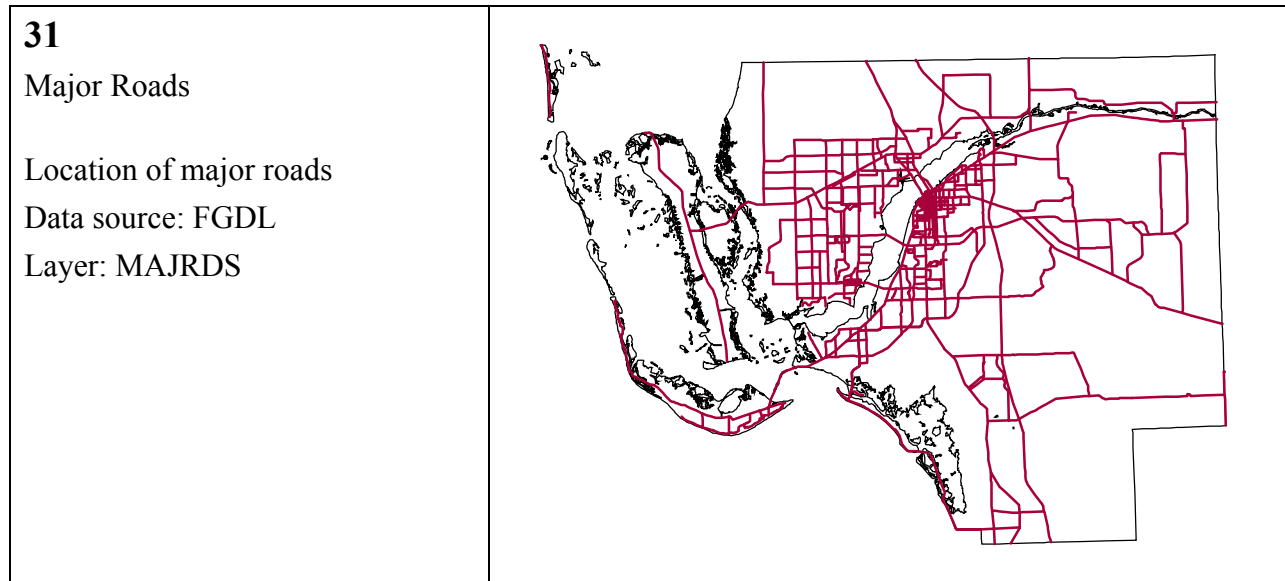 31
Major Roads
Location of major roads
Data source: FGDL
Layer: MAJRDS